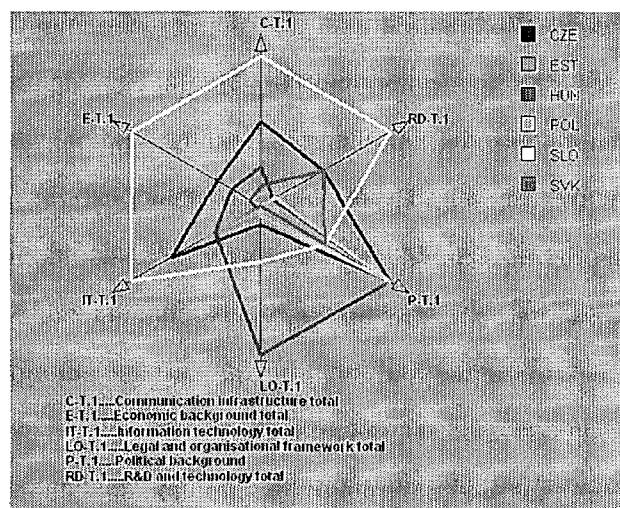 C-T.1
CZE
EST
HUN
POL
SLO
SVK
E-T.1
RD-T.1
IT-T.1
P-T.1
LO-T.1
C-T.1.....Communication infrastructure total
E-T.1.....Economic background total
IT-T.1.....Information technology total
LO-T.1.....Legal and organisational framework total
P-T.1.....Political background
RD-T.1.....R&D and technology total